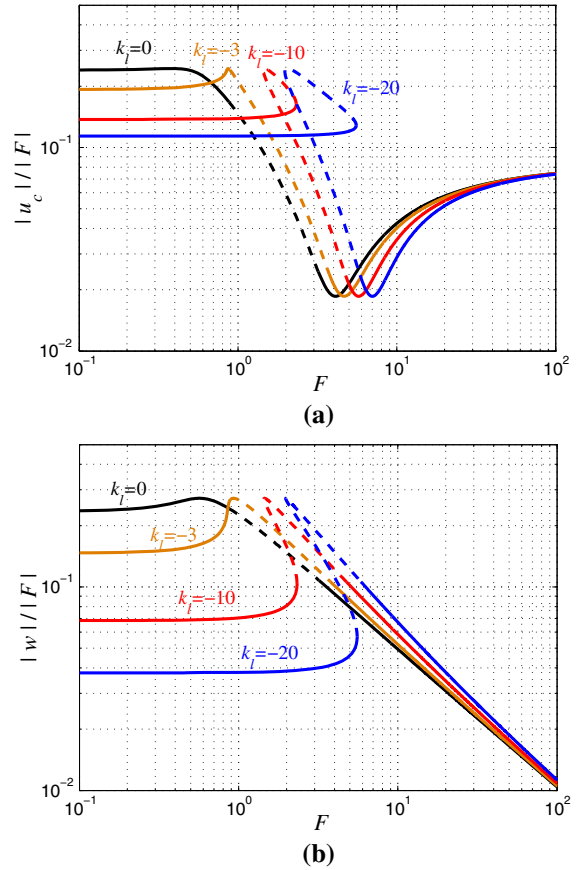 k_l=0
k_l=−3
k_l=−10
k_l=−20
10^{-1}
10^{-2}
|u_c|/|F|
10^{-1} 10^0 10^1 10^2
F
(a)
k_l=0
k_l=−3
k_l=−10
k_l=−20
10^{-1}
10^{-2}
|w|/|F|
10^{-1} 10^0 10^1 10^2
F
(b)